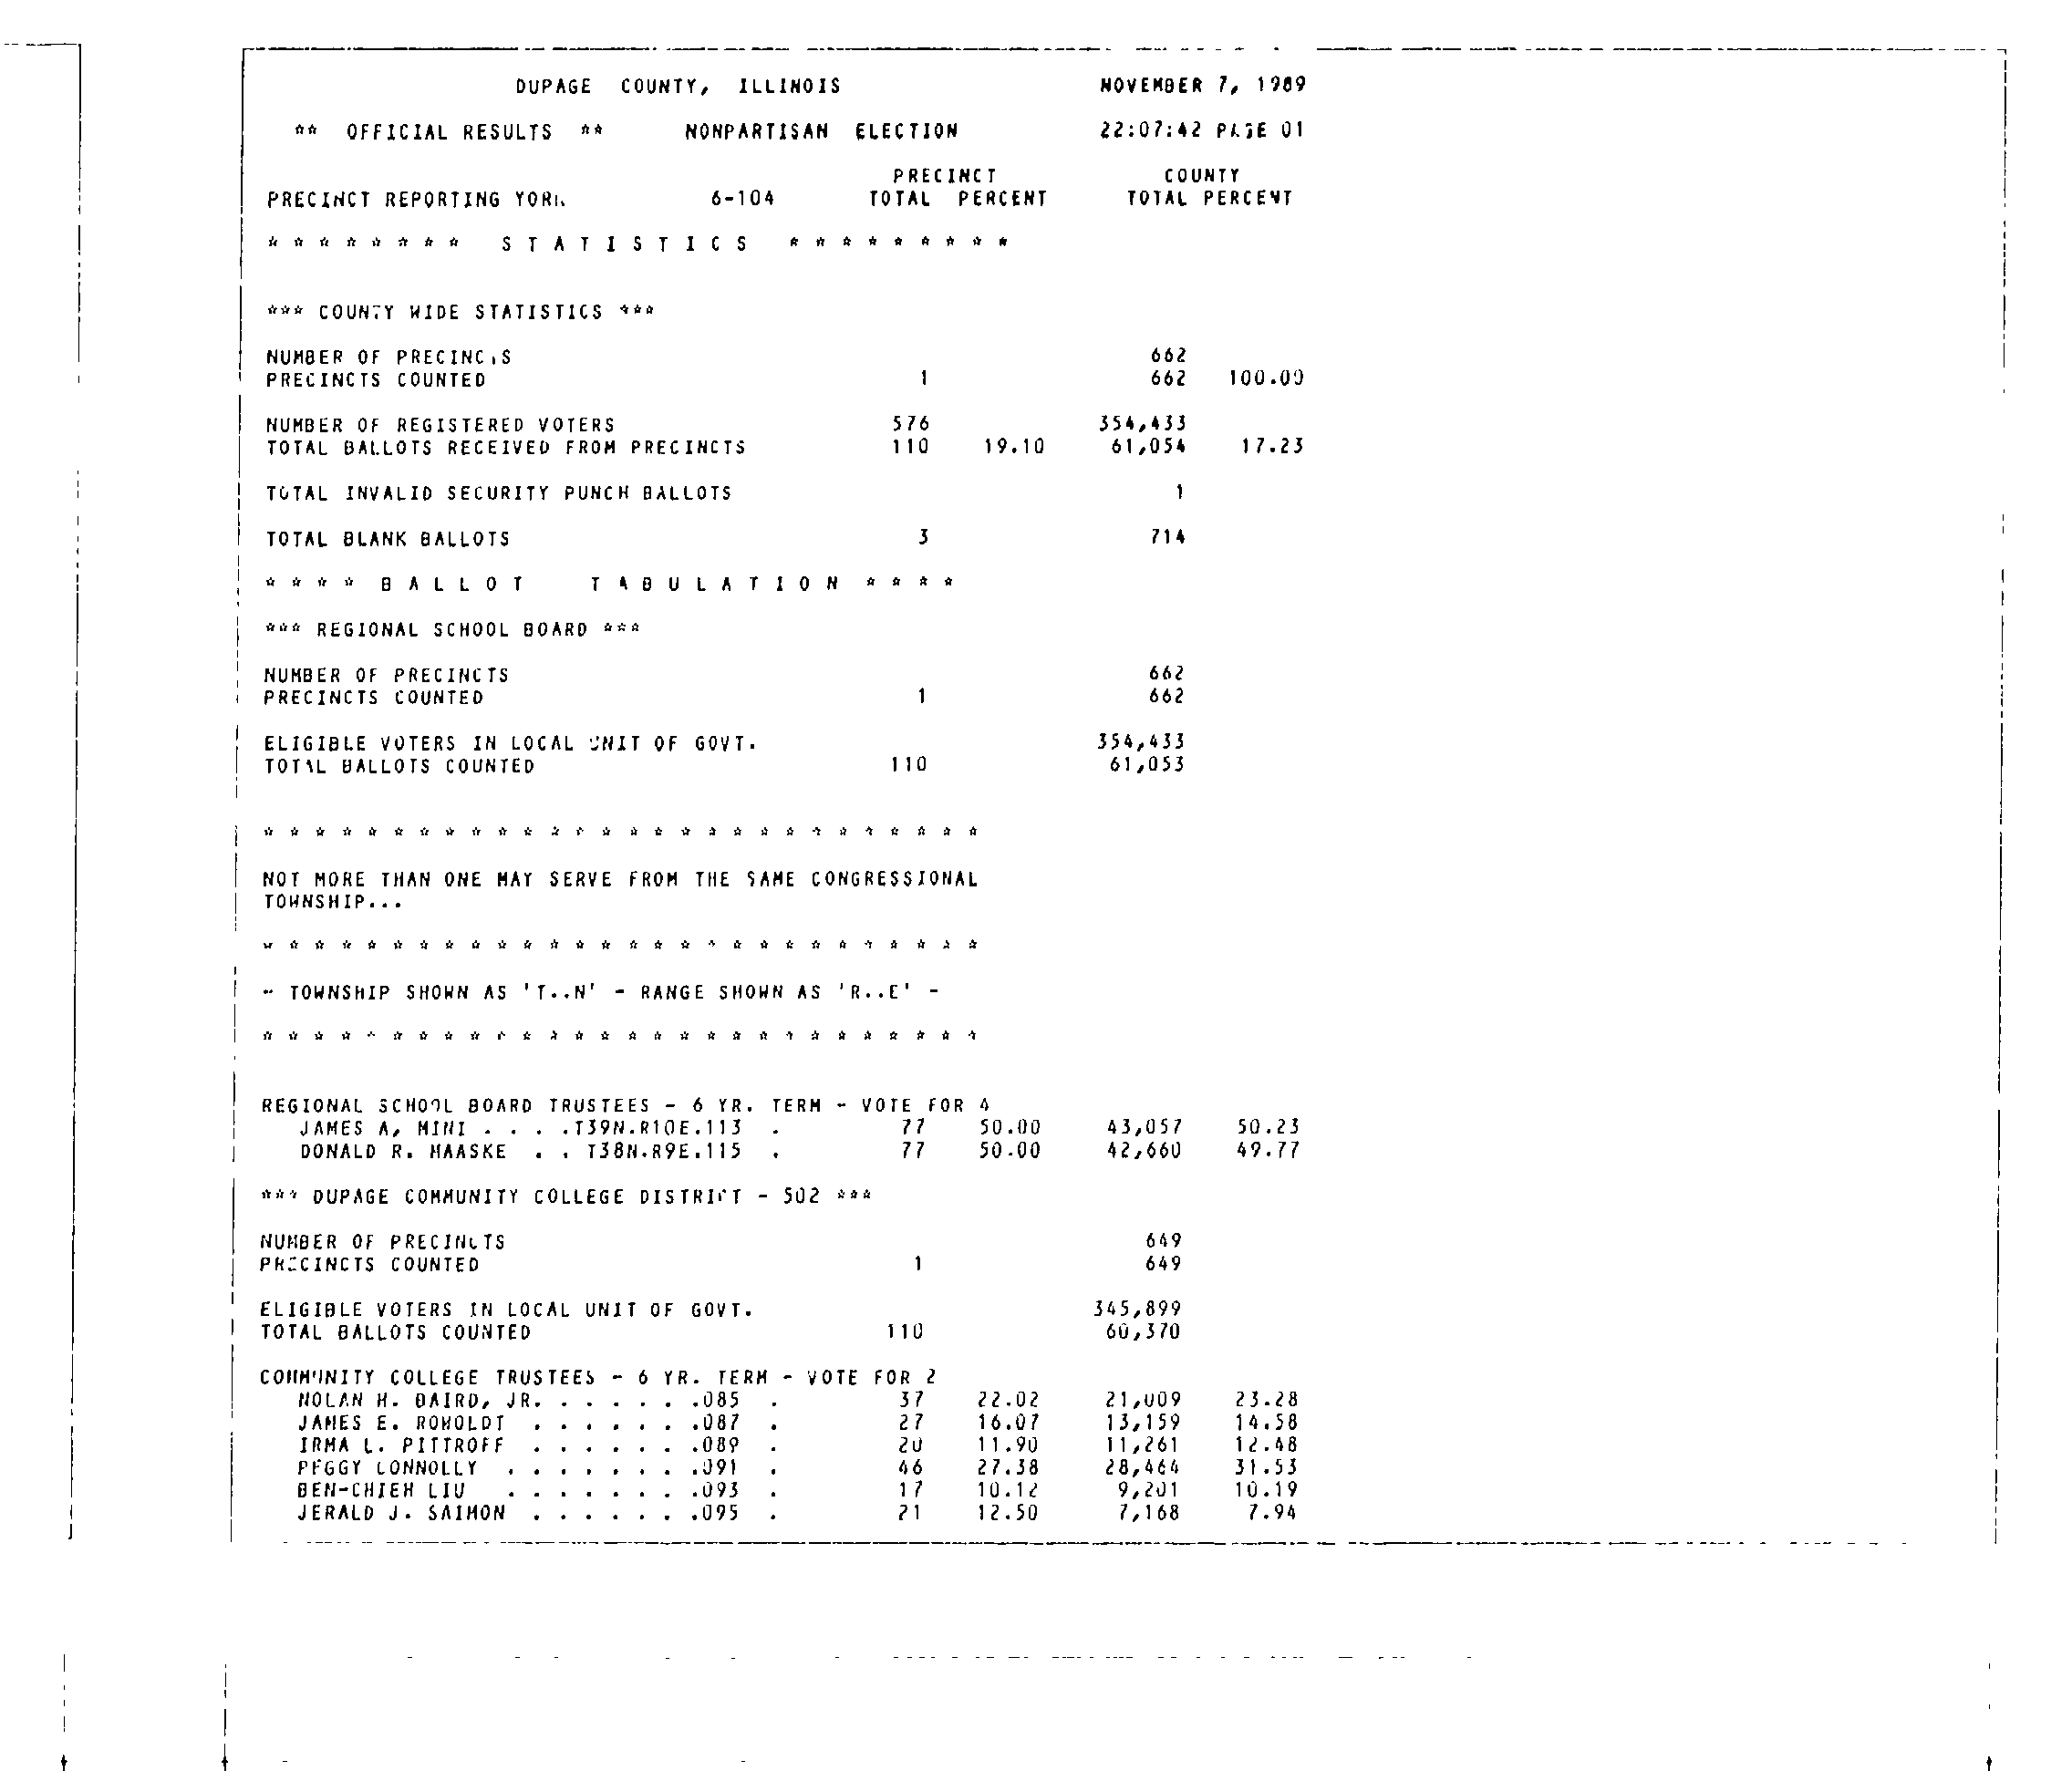 DUPAGE COUNTY, ILLINOIS NOVEMBER 7, 1989
** OFFICIAL RESULTS ** NONPARTISAN ELECTION 22:07:42 PAGE 01
PRECINCT COUNTY
PRECINCT REPORTING YORK 6-104 TOTAL PERCENT TOTAL PERCENT
* * * * * * * * S T A T I S T I C S * * * * * * * * *
*** COUNTY WIDE STATISTICS ***
NUMBER OF PRECINCTS 662
PRECINCTS COUNTED 1 662 100.00
NUMBER OF REGISTERED VOTERS 576 354,433
TOTAL BALLOTS RECEIVED FROM PRECINCTS 110 19.10 61,054 17.23
TOTAL INVALID SECURITY PUNCH BALLOTS 1
TOTAL BLANK BALLOTS 3 714
* * * * B A L L O T T A B U L A T I O N * * * *
*** REGIONAL SCHOOL BOARD ***
NUMBER OF PRECINCTS 662
PRECINCTS COUNTED 1 662
ELIGIBLE VOTERS IN LOCAL UNIT OF GOVT. 354,433
TOTAL BALLOTS COUNTED 110 61,053
* * * * * * * * * * * * * * * * * * * * * * * * * * * *
NOT MORE THAN ONE MAY SERVE FROM THE SAME CONGRESSIONAL
TOWNSHIP...
* * * * * * * * * * * * * * * * * * * * * * * * * * * *
- TOWNSHIP SHOWN AS 'T..N' - RANGE SHOWN AS 'R..E' -
* * * * * * * * * * * * * * * * * * * * * * * * * * * *
REGIONAL SCHOOL BOARD TRUSTEES - 6 YR. TERM - VOTE FOR 4
JAMES A, MINI . . . .T39N.R10E.113 . 77 50.00 43,057 50.23
DONALD R. HAASKE . . T38N.R9E.115 . 77 50.00 42,660 49.77
*** DUPAGE COMMUNITY COLLEGE DISTRICT - 502 ***
NUMBER OF PRECINCTS 649
PRECINCTS COUNTED 1 649
ELIGIBLE VOTERS IN LOCAL UNIT OF GOVT. 345,899
TOTAL BALLOTS COUNTED 110 60,370
COMMUNITY COLLEGE TRUSTEES - 6 YR. TERM - VOTE FOR 2
NOLAN H. BAIRD, JR. . . . . . .085 . 37 22.02 21,009 23.28
JAMES E. ROWOLDT . . . . . . .087 . 27 16.07 13,159 14.58
IRMA L. PITTROFF . . . . . . .089 . 20 11.90 11,261 12.48
PEGGY CONNOLLY . . . . . . . .091 . 46 27.38 28,464 31.53
BEN-CHIEH LIU . . . . . . . .093 . 17 10.12 9,201 10.19
JERALD J. SAIMON . . . . . . .095 . 21 12.50 7,168 7.94